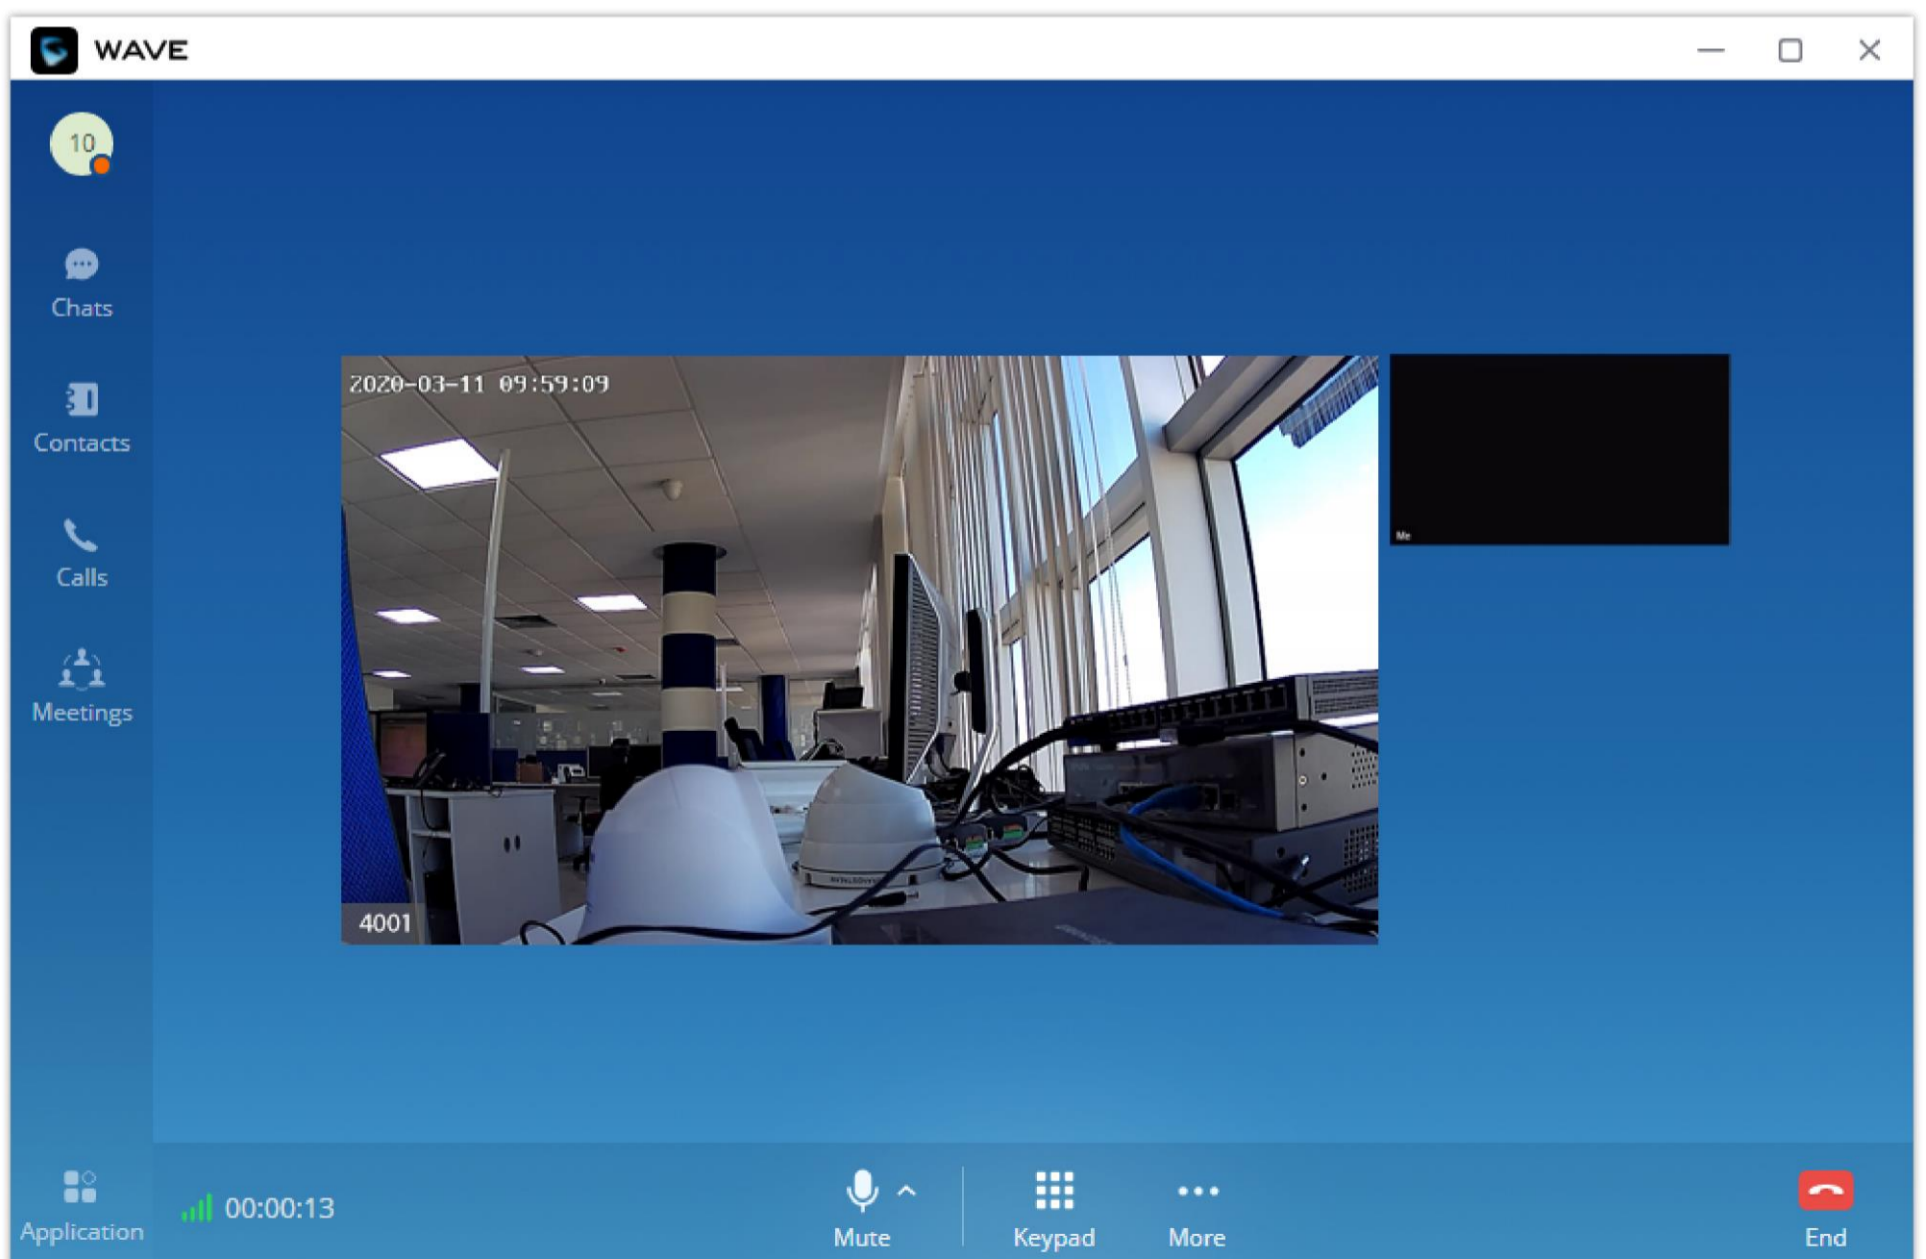 WAVE
10
Chats
Contacts
Calls
Meetings
Application
2020-03-11 09:59:09
4001
Me
00:00:13
Mute
Keypad
More
End